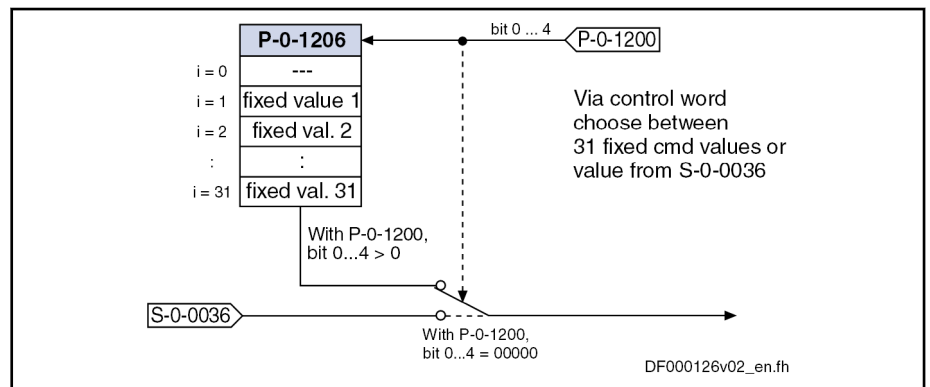 bit 0 ... 4
P-0-1206
P-0-1200
i = 0
---
i = 1
fixed value 1
i = 2
fixed val. 2
:
:
i = 31
fixed val. 31
Via control word
choose between
31 fixed cmd values or
value from S-0-0036
With P-0-1200,
bit 0...4 > 0
S-0-0036
With P-0-1200,
bit 0...4 = 00000
DF000126v02_en.fh